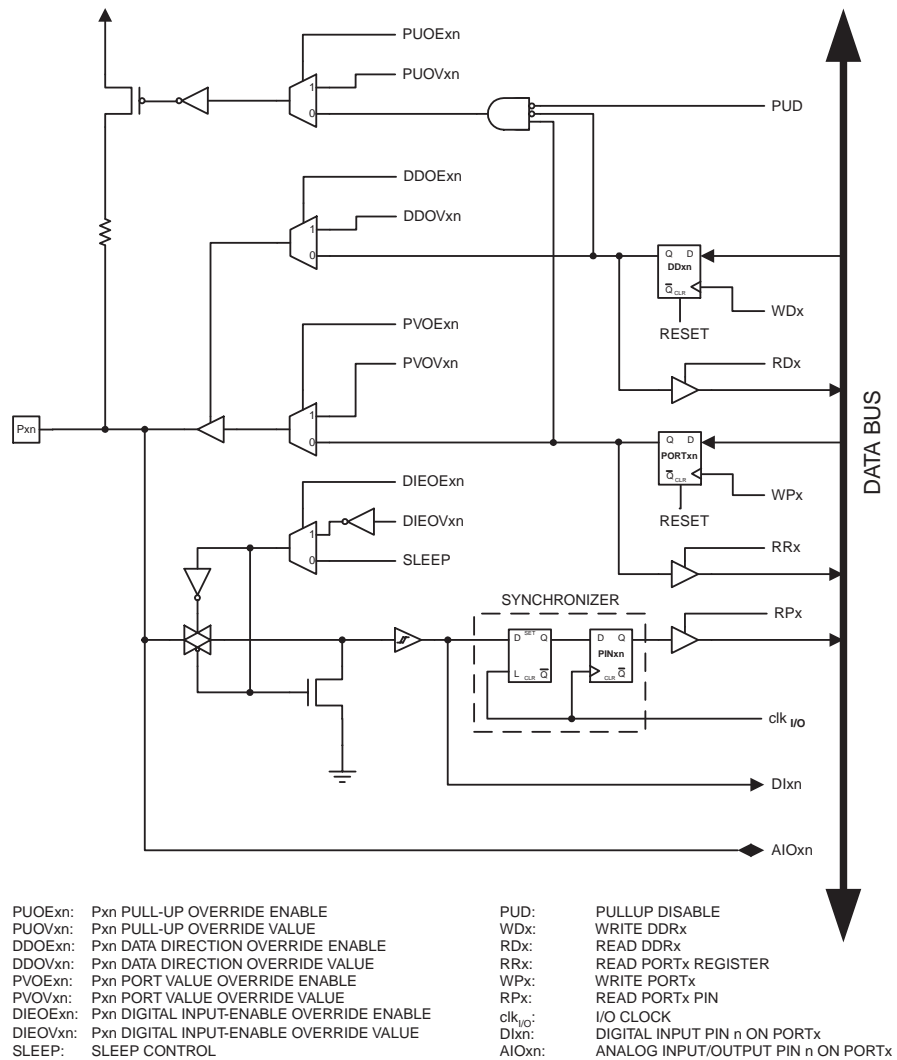 PUOExn
PUOVxn
1
0
PUD
DDOExn
DDOVxn
1
0
Q D
DDxn
Q CLR
WDx
RESET
RDx
PVOExn
PVOVxn
1
0
Pxn
Q D
PORTxn
Q CLR
WPx
RESET
RRx
DATA BUS
DIEOExn
DIEOVxn
1
0
SLEEP
SYNCHRONIZER
RPx
D SET Q
L CLR Q
D Q
PINxn
CLR Q
clk I/O
DIxn
AIOxn
PUOExn: Pxn PULL-UP OVERRIDE ENABLE
PUOVxn: Pxn PULL-UP OVERRIDE VALUE
DDOExn: Pxn DATA DIRECTION OVERRIDE ENABLE
DDOVxn: Pxn DATA DIRECTION OVERRIDE VALUE
PVOExn: Pxn PORT VALUE OVERRIDE ENABLE
PVOVxn: Pxn PORT VALUE OVERRIDE VALUE
DIEOExn: Pxn DIGITAL INPUT-ENABLE OVERRIDE ENABLE
DIEOVxn: Pxn DIGITAL INPUT-ENABLE OVERRIDE VALUE
SLEEP: SLEEP CONTROL
PUD: PULLUP DISABLE
WDx: WRITE DDRx
RDx: READ DDRx
RRx: READ PORTx REGISTER
WPx: WRITE PORTx
RPx: READ PORTx PIN
clkI/O: I/O CLOCK
DIxn: DIGITAL INPUT PIN n ON PORTx
AIOxn: ANALOG INPUT/OUTPUT PIN n ON PORTx